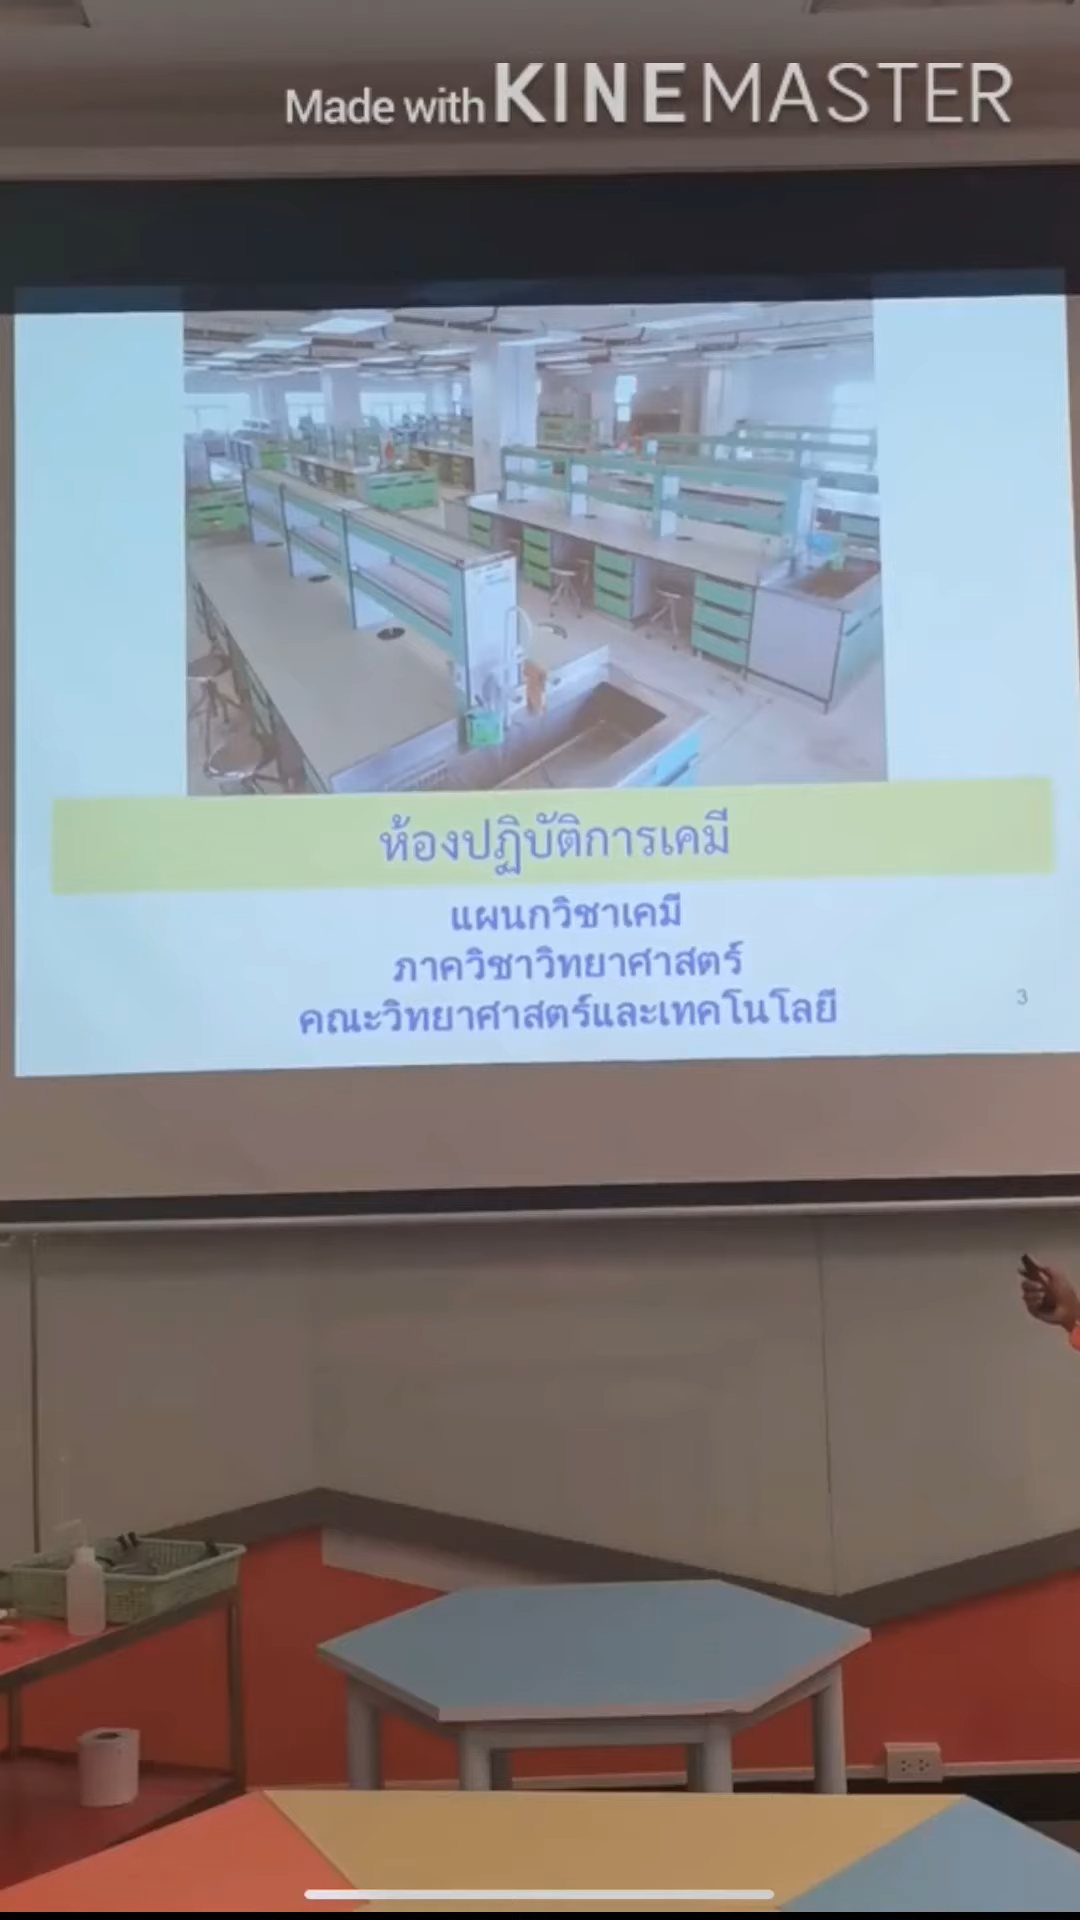 Made with KINEMASTER
ห้องปฏิบัติการเคมี
แผนกวิชาเคมี
ภาควิชาวิทยาศาสตร์
คณะวิทยาศาสตร์และเทคโนโลยี
3